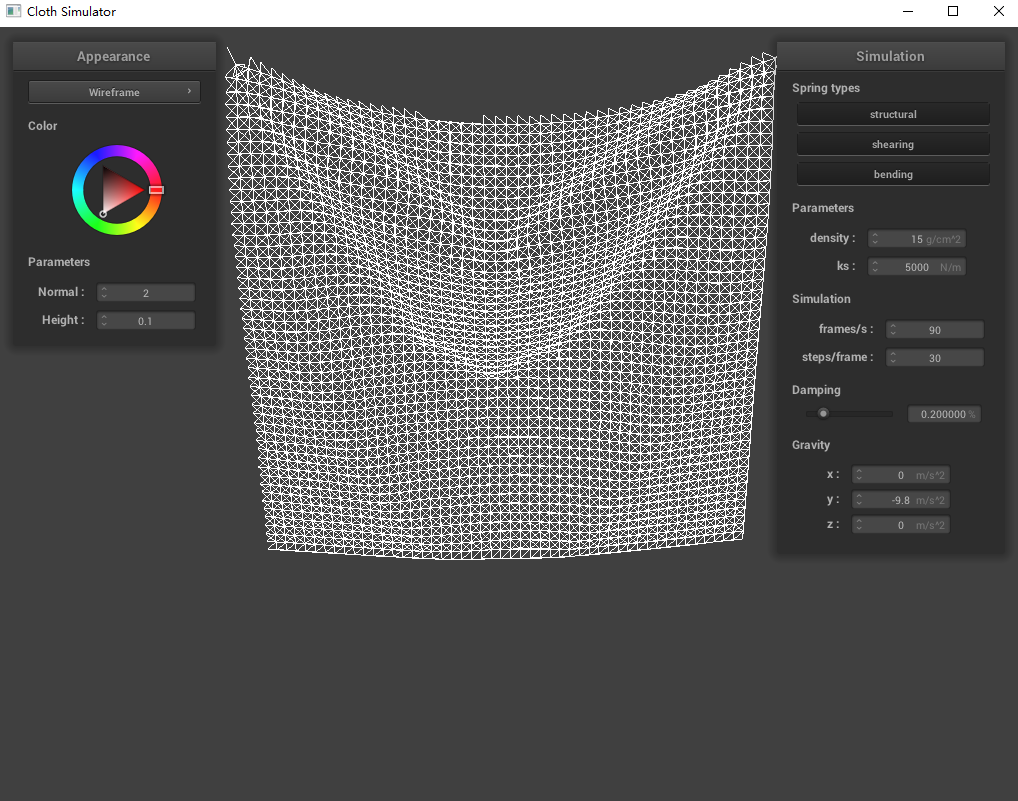 Cloth Simulator
Appearance
Wireframe
Color
Parameters
Normal : 2
Height : 0.1
Simulation
Spring types
structural
shearing
bending
Parameters
density : 15 g/cm^2
ks : 5000 N/m
Simulation
frames/s : 90
steps/frame : 30
Damping
0.200000 %
Gravity
x : 0 m/s^2
y : -9.8 m/s^2
z : 0 m/s^2